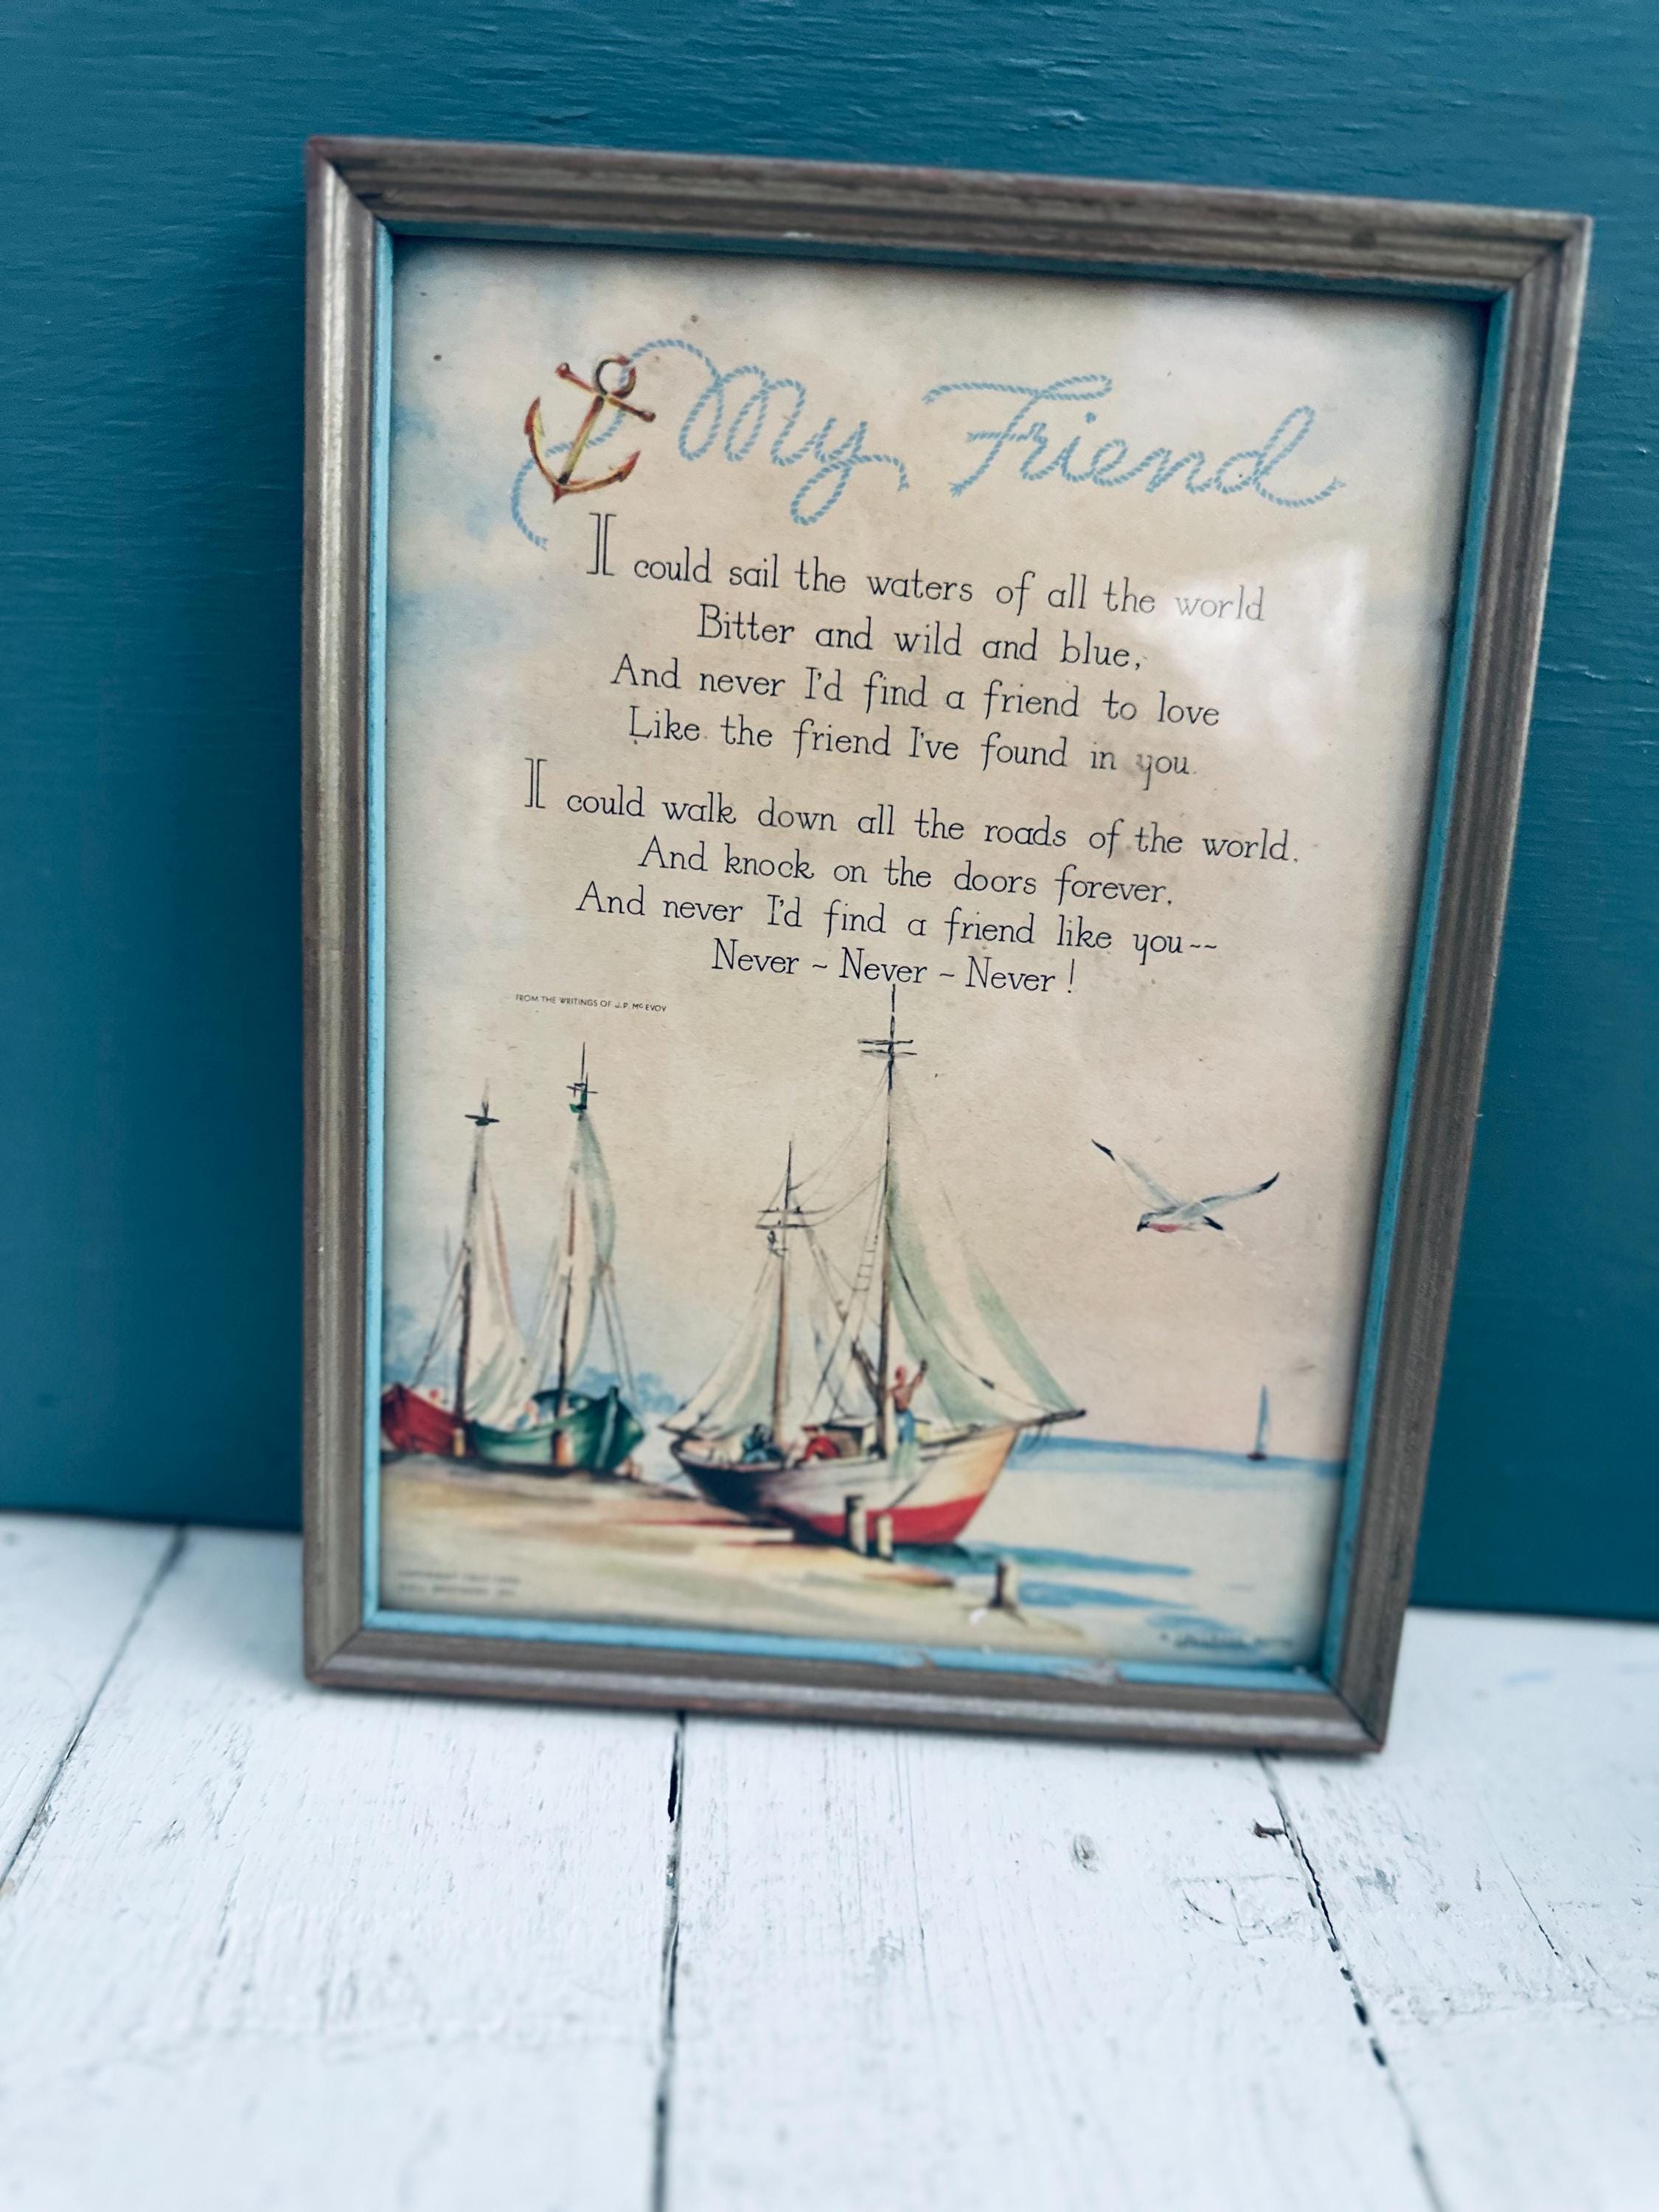 My Friend
I could sail the waters of all the world
Bitter and wild and blue,
And never I'd find a friend to love
Like the friend I've found in you.
I could walk down all the roads of the world.
And knock on the doors forever.
And never I'd find a friend like you--
Never ~ Never ~ Never!
FROM THE WRITINGS OF J.P. McEVOY